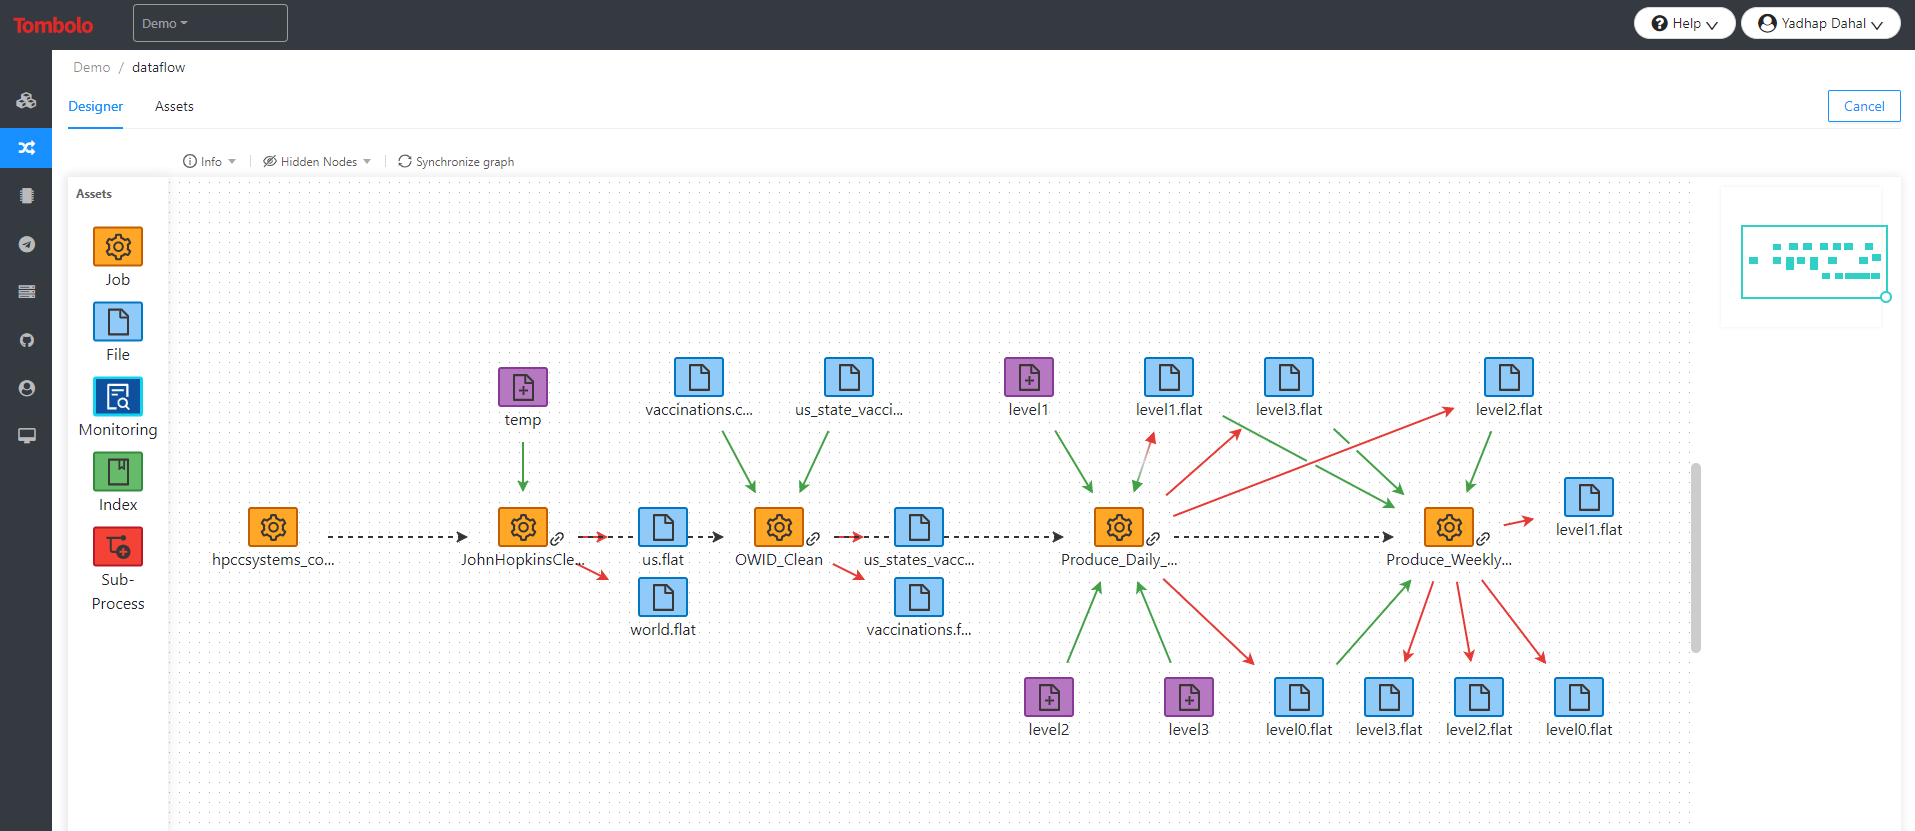 Tombolo
Demo
Help
Yadhap Dahal
Demo / dataflow
Designer
Assets
Cancel
Info
Hidden Nodes
Synchronize graph
Assets
Job
File
Monitoring
Index
Sub-
Process
temp
vaccinations.c...
us_state_vacci...
level1
level1.flat
level3.flat
level2.flat
hpccsystems_co...
JohnHopkinsCle...
us.flat
OWID_Clean
us_states_vacc...
Produce_Daily_...
Produce_Weekly...
level1.flat
world.flat
vaccinations.f...
level2
level3
level0.flat
level3.flat
level2.flat
level0.flat